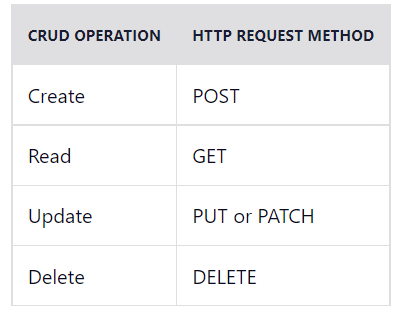 CRUD OPERATION HTTP REQUEST METHOD
Create POST
Read GET
Update PUT or PATCH
Delete DELETE